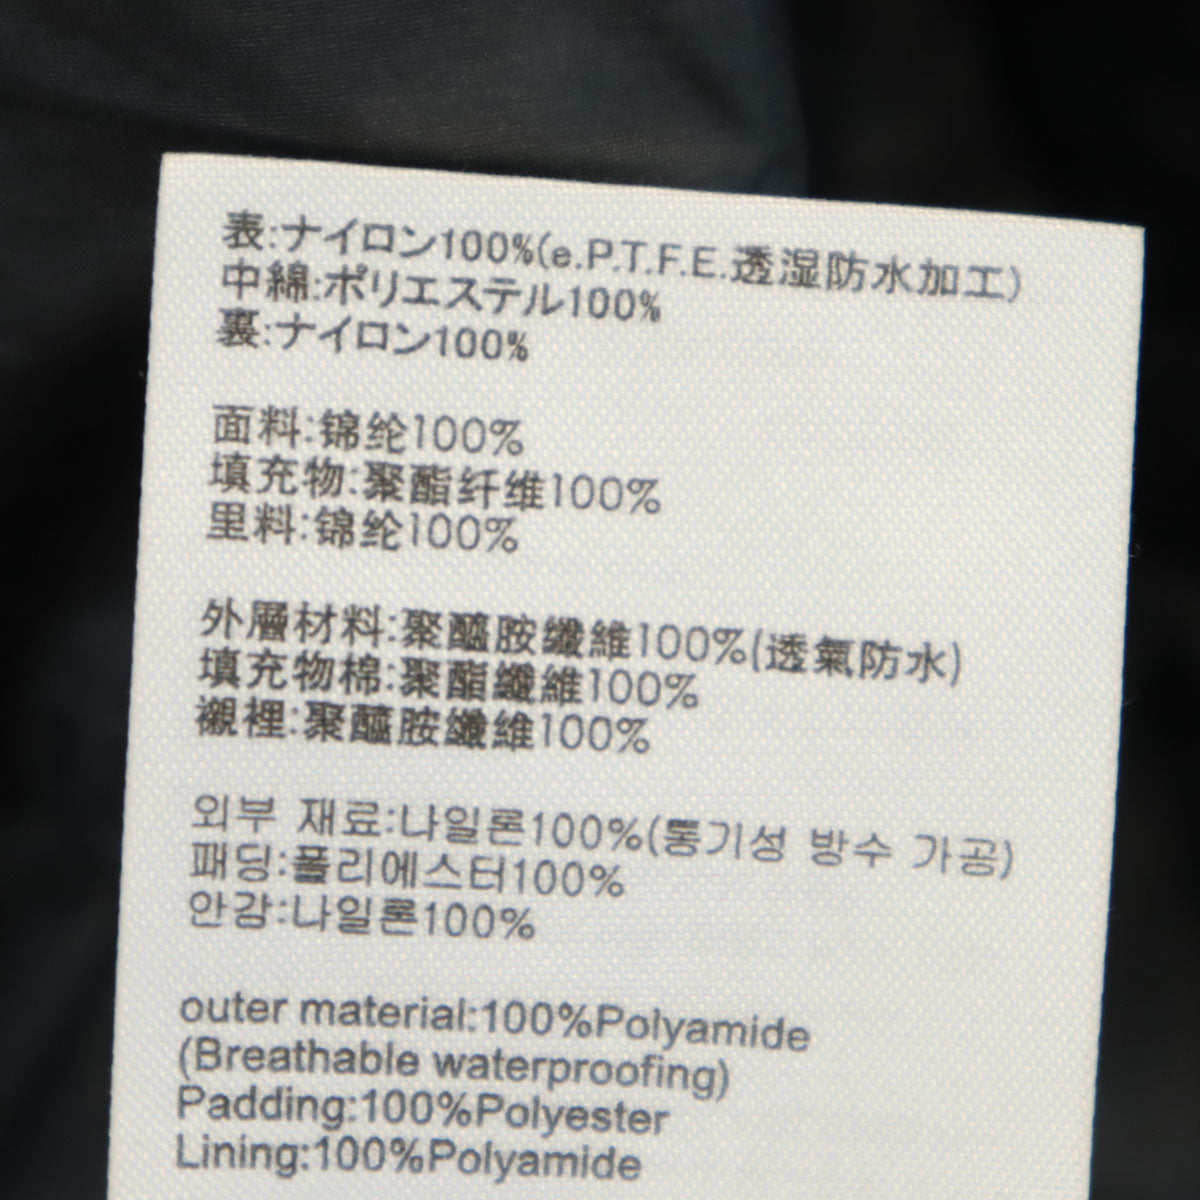 表:ナイロン100%(e.P.T.F.E.透湿防水加工)
中綿:ポリエステル100%
裏:ナイロン100%
面料:锦纶100%
填充物:聚酯纤维100%
里料:锦纶100%
外層材料:聚醯胺纖維100%(透氣防水)
填充物棉:聚酯纖維100%
襯裡:聚醯胺纖維100%
외부 재료:나일론100%(통기성 방수 가공)
패딩:폴리에스터100%
안감:나일론100%
outer material:100%Polyamide
(Breathable waterproofing)
Padding:100%Polyester
Lining:100%Polyamide